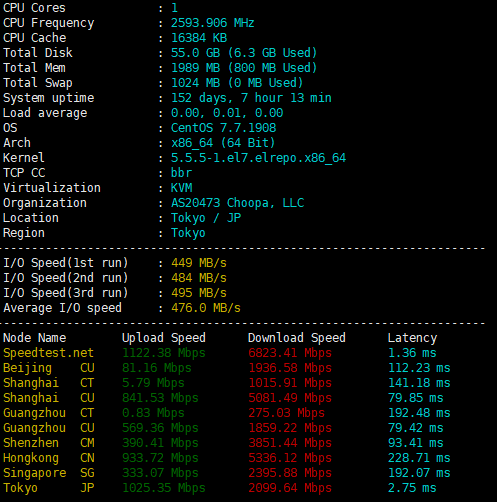 CPU Cores : 1
CPU Frequency : 2593.906 MHz
CPU Cache : 16384 KB
Total Disk : 55.0 GB (6.3 GB Used)
Total Mem : 1989 MB (800 MB Used)
Total Swap : 1024 MB (0 MB Used)
System uptime : 152 days, 7 hour 13 min
Load average : 0.00, 0.01, 0.00
OS : CentOS 7.7.1908
Arch : x86_64 (64 Bit)
Kernel : 5.5.5-1.el7.elrepo.x86_64
TCP CC : bbr
Virtualization : KVM
Organization : AS20473 Choopa, LLC
Location : Tokyo / JP
Region : Tokyo
----------------------------------------------------------------------
I/O Speed(1st run) : 449 MB/s
I/O Speed(2nd run) : 484 MB/s
I/O Speed(3rd run) : 495 MB/s
Average I/O speed : 476.0 MB/s
----------------------------------------------------------------------
Node Name Upload Speed Download Speed Latency
Speedtest.net 1122.38 Mbps 6823.41 Mbps 1.36 ms
Beijing CU 81.16 Mbps 1936.58 Mbps 112.23 ms
Shanghai CT 5.79 Mbps 1015.91 Mbps 141.18 ms
Shanghai CU 841.53 Mbps 5081.49 Mbps 79.85 ms
Guangzhou CT 0.83 Mbps 275.03 Mbps 192.48 ms
Guangzhou CU 569.36 Mbps 1859.22 Mbps 79.42 ms
Shenzhen CM 390.41 Mbps 3851.44 Mbps 93.41 ms
Hongkong CN 933.72 Mbps 5336.12 Mbps 228.71 ms
Singapore SG 333.07 Mbps 2395.88 Mbps 192.07 ms
Tokyo JP 1025.35 Mbps 2099.64 Mbps 2.75 ms